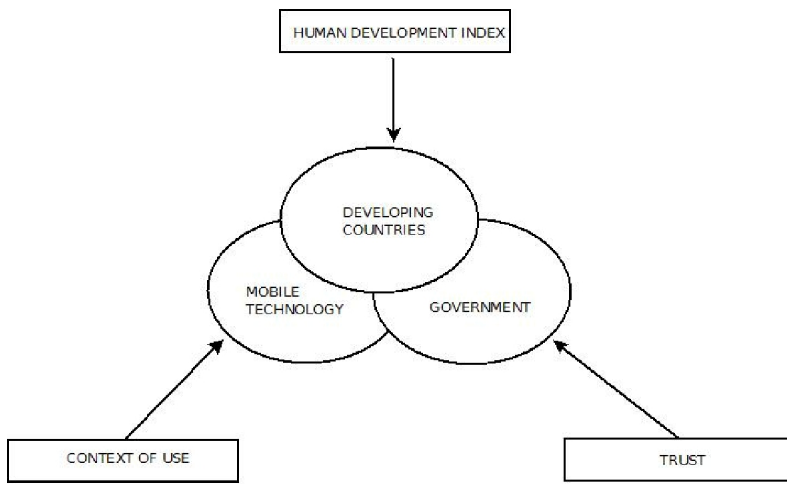 HUMAN DEVELOPMENT INDEX
DEVELOPING
COUNTRIES
MOBILE
TECHNOLOGY
GOVERNMENT
CONTEXT OF USE
TRUST